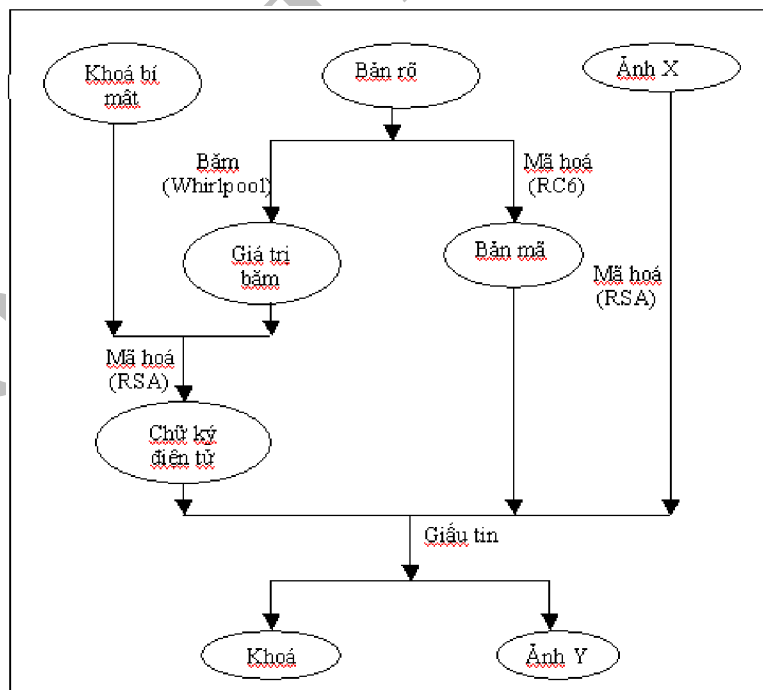 Khoá bí
mât
Bản rõ
Ảnh X
Băm
(Whirlpool)
Mã hoá
(RC6)
Giá trị
băm
Bản mã
Mã hoá
(RSA)
Mã hoá
(RSA)
Chữ ký
điện tử
Giấu tin
Khoá
Ảnh Y